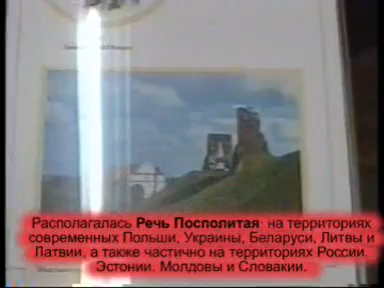 Располагалась Речь Посполитая на территориях
современных Польши, Украины, Беларуси, Литвы и
Латвии, а также частично на территориях России.
Эстонии. Молдовы и Словакии.